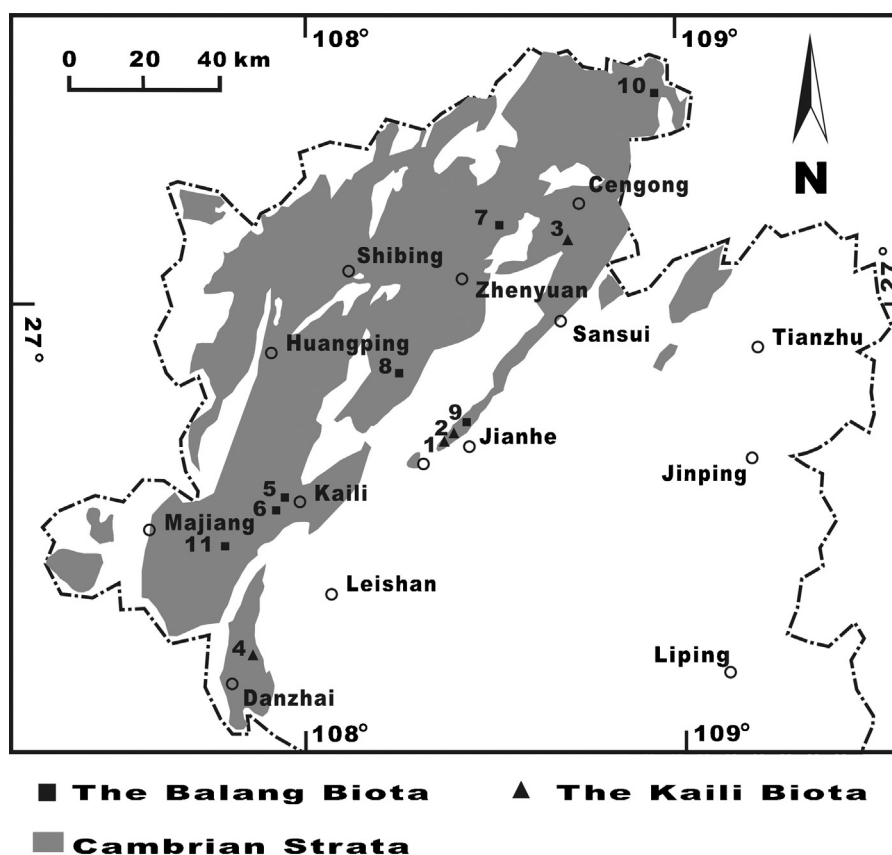 108° 109°
0 20 40 km
10
N
Cengong
7
3
27°
Shibing
Zhenyuan
27°
Sansui
Huangping
Tianzhu
8
9
2
1
Jianhe
Jinping
5
Kaili
6
Majiang
11
Leishan
4
Liping
Danzhai
108° 109°
The Balang Biota The Kaili Biota
Cambrian Strata